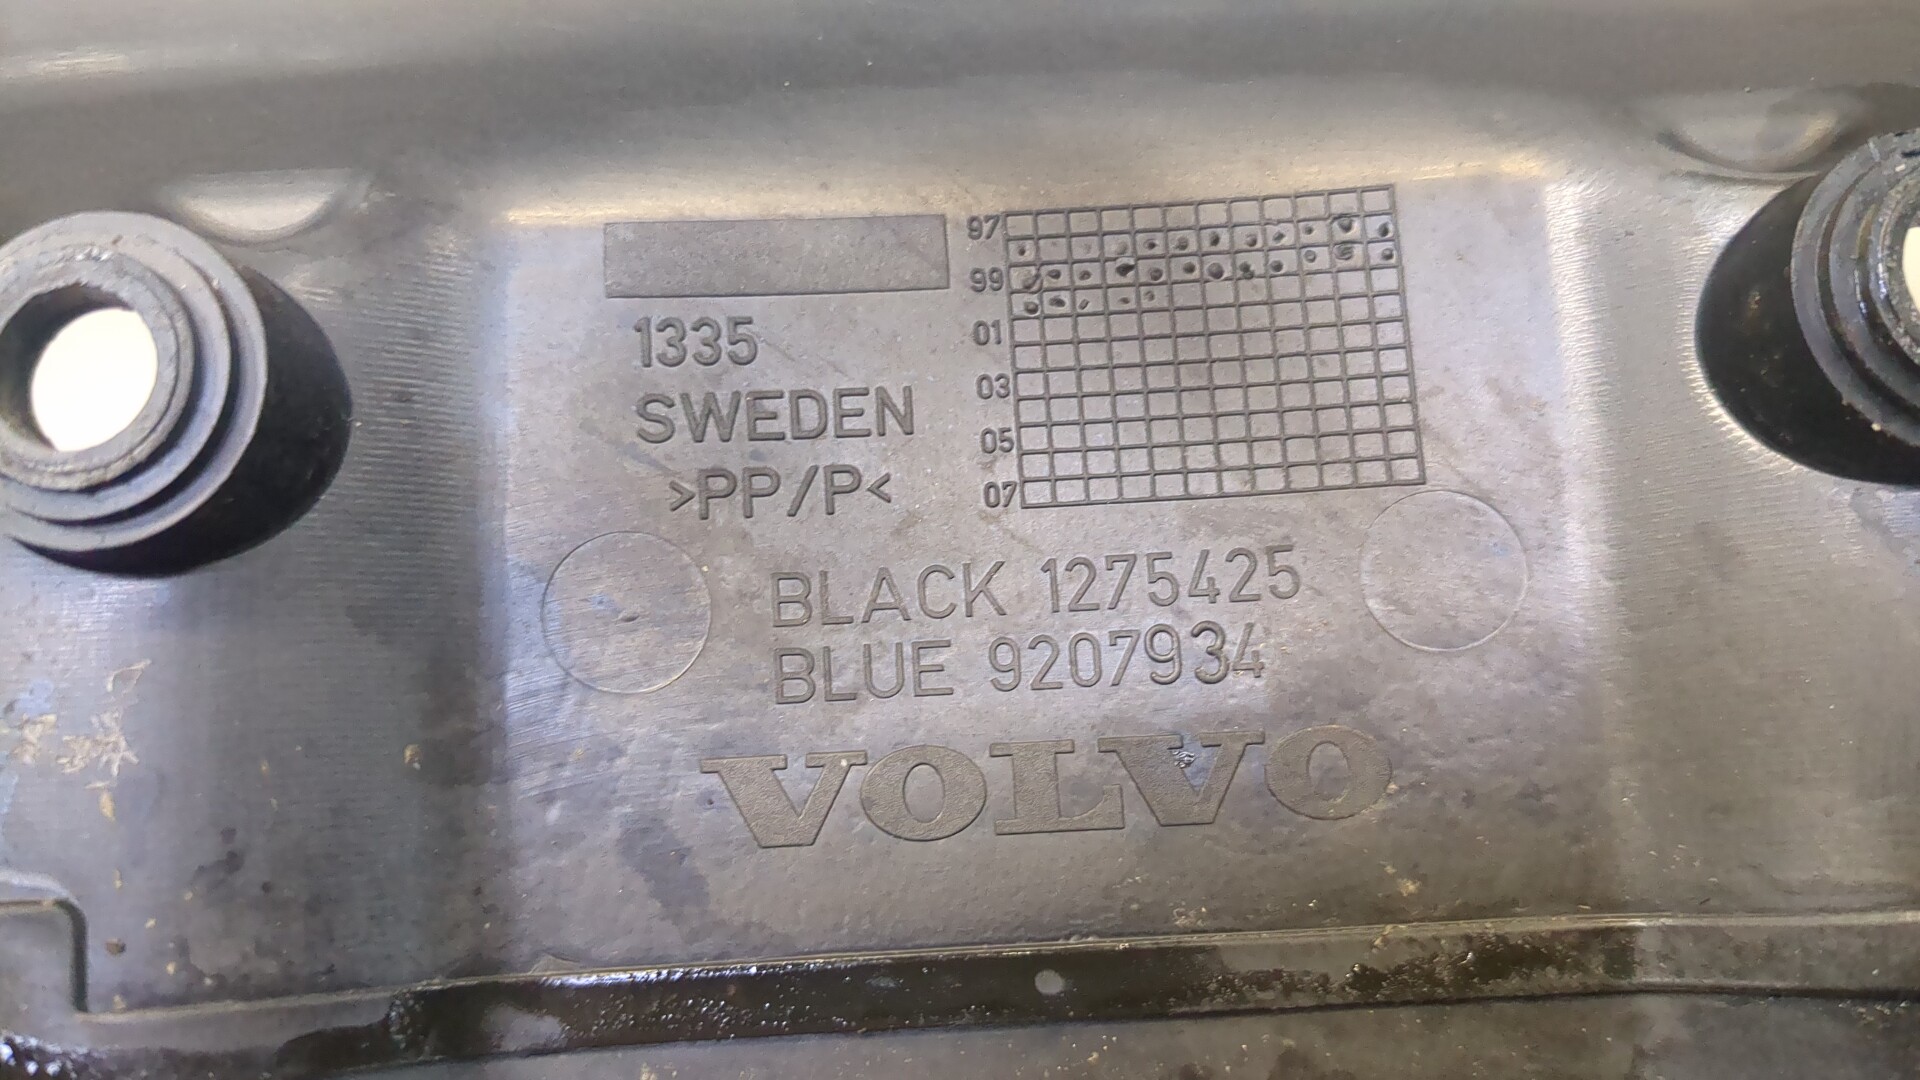 97
99
01
03
05
07
1335
SWEDEN
>PP/P<
BLACK 1275425
BLUE 9207934
VOLVO